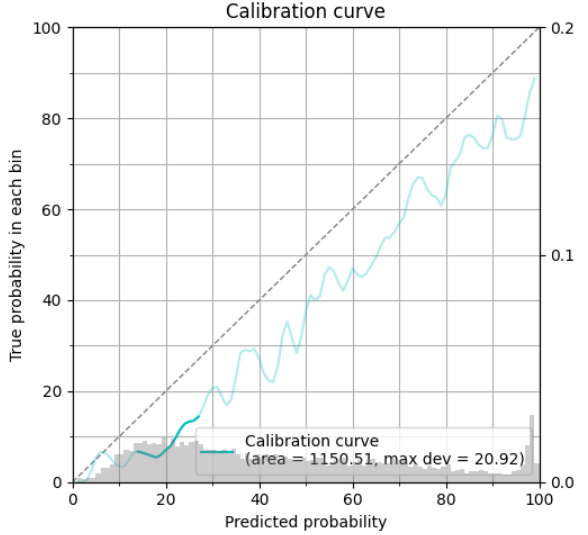 Calibration curve
100
80
60
40
20
0
True probability in each bin
0.2
0.1
0.0
Calibration curve
(area = 1150.51, max dev = 20.92)
0 20 40 60 80 100
Predicted probability